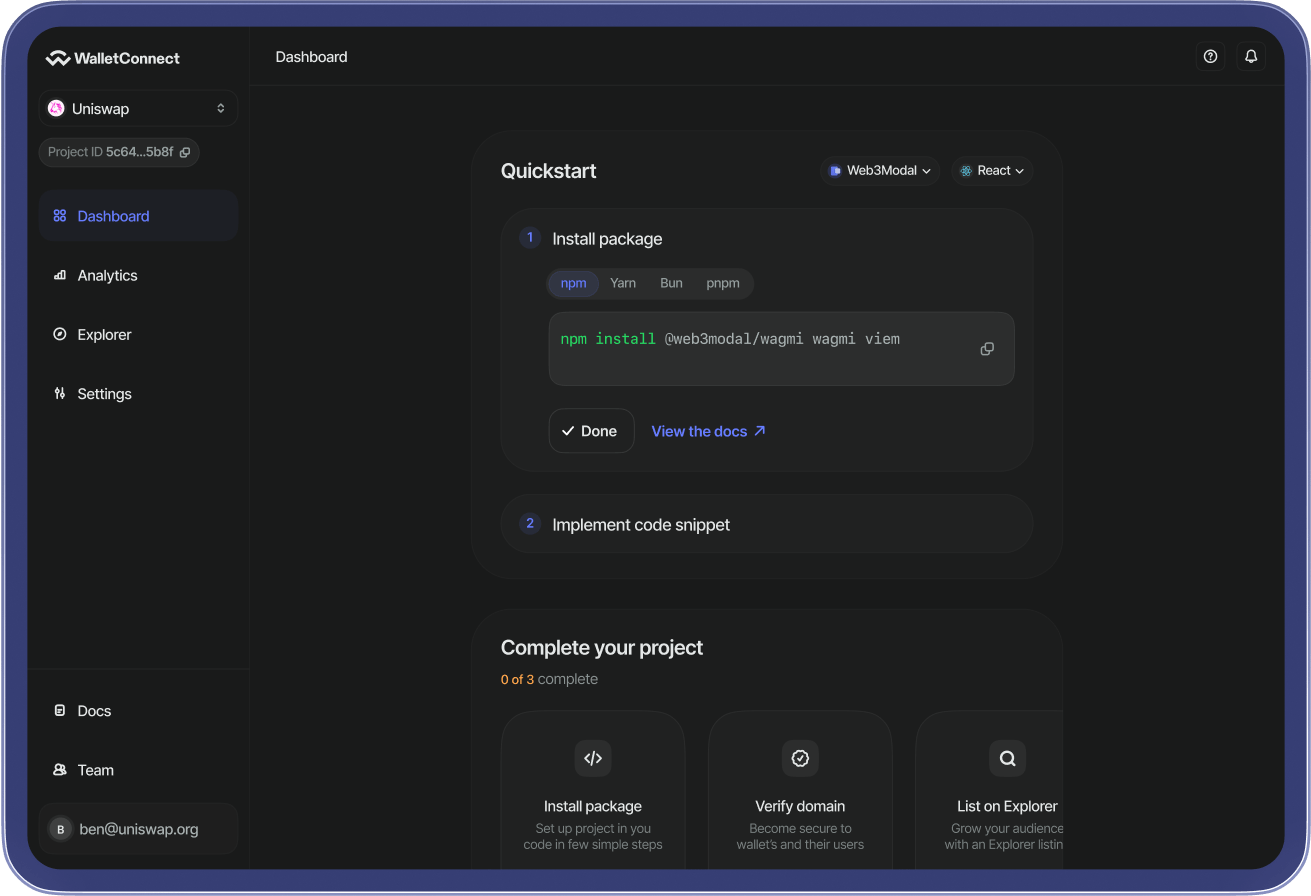 WalletConnect
Dashboard
Uniswap
Project ID 5c64...5b8f
Dashboard
Analytics
Explorer
Settings
Docs
Team
B ben@uniswap.org
Quickstart
Web3Modal
React
1 Install package
npm Yarn Bun pnpm
npm install @web3modal/wagmi wagmi viem
Done View the docs
2 Implement code snippet
Complete your project
0 of 3 complete
Install package
Set up project in you
code in few simple steps
Verify domain
Become secure to
wallet's and their users
List on Explorer
Grow your audience
with an Explorer listin